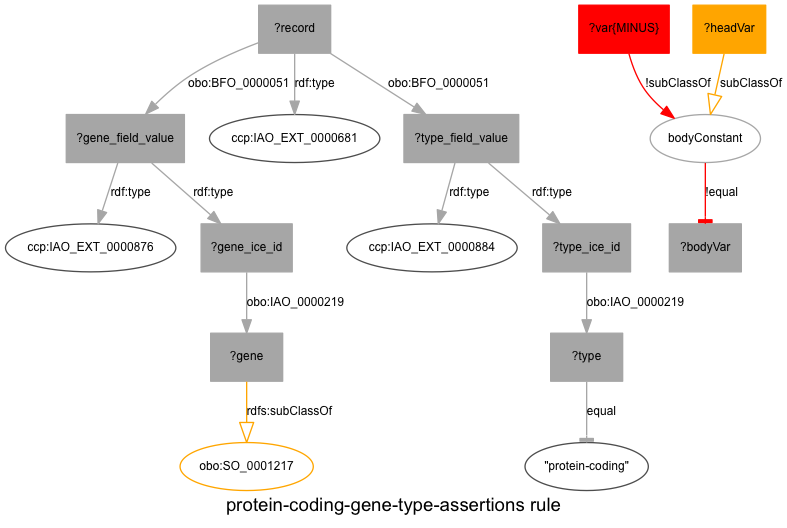 ?record
?var{MINUS}
?headVar
obo:BFO_0000051
rdf:type
obo:BFO_0000051
!subClassOf
subClassOf
?gene_field_value
ccp:IAO_EXT_0000681
?type_field_value
bodyConstant
rdf:type
rdf:type
rdf:type
rdf:type
!equal
ccp:IAO_EXT_0000876
?gene_ice_id
ccp:IAO_EXT_0000884
?type_ice_id
?bodyVar
obo:IAO_0000219
obo:IAO_0000219
?gene
?type
rdfs:subClassOf
equal
obo:SO_0001217
"protein-coding"
protein-coding-gene-type-assertions rule